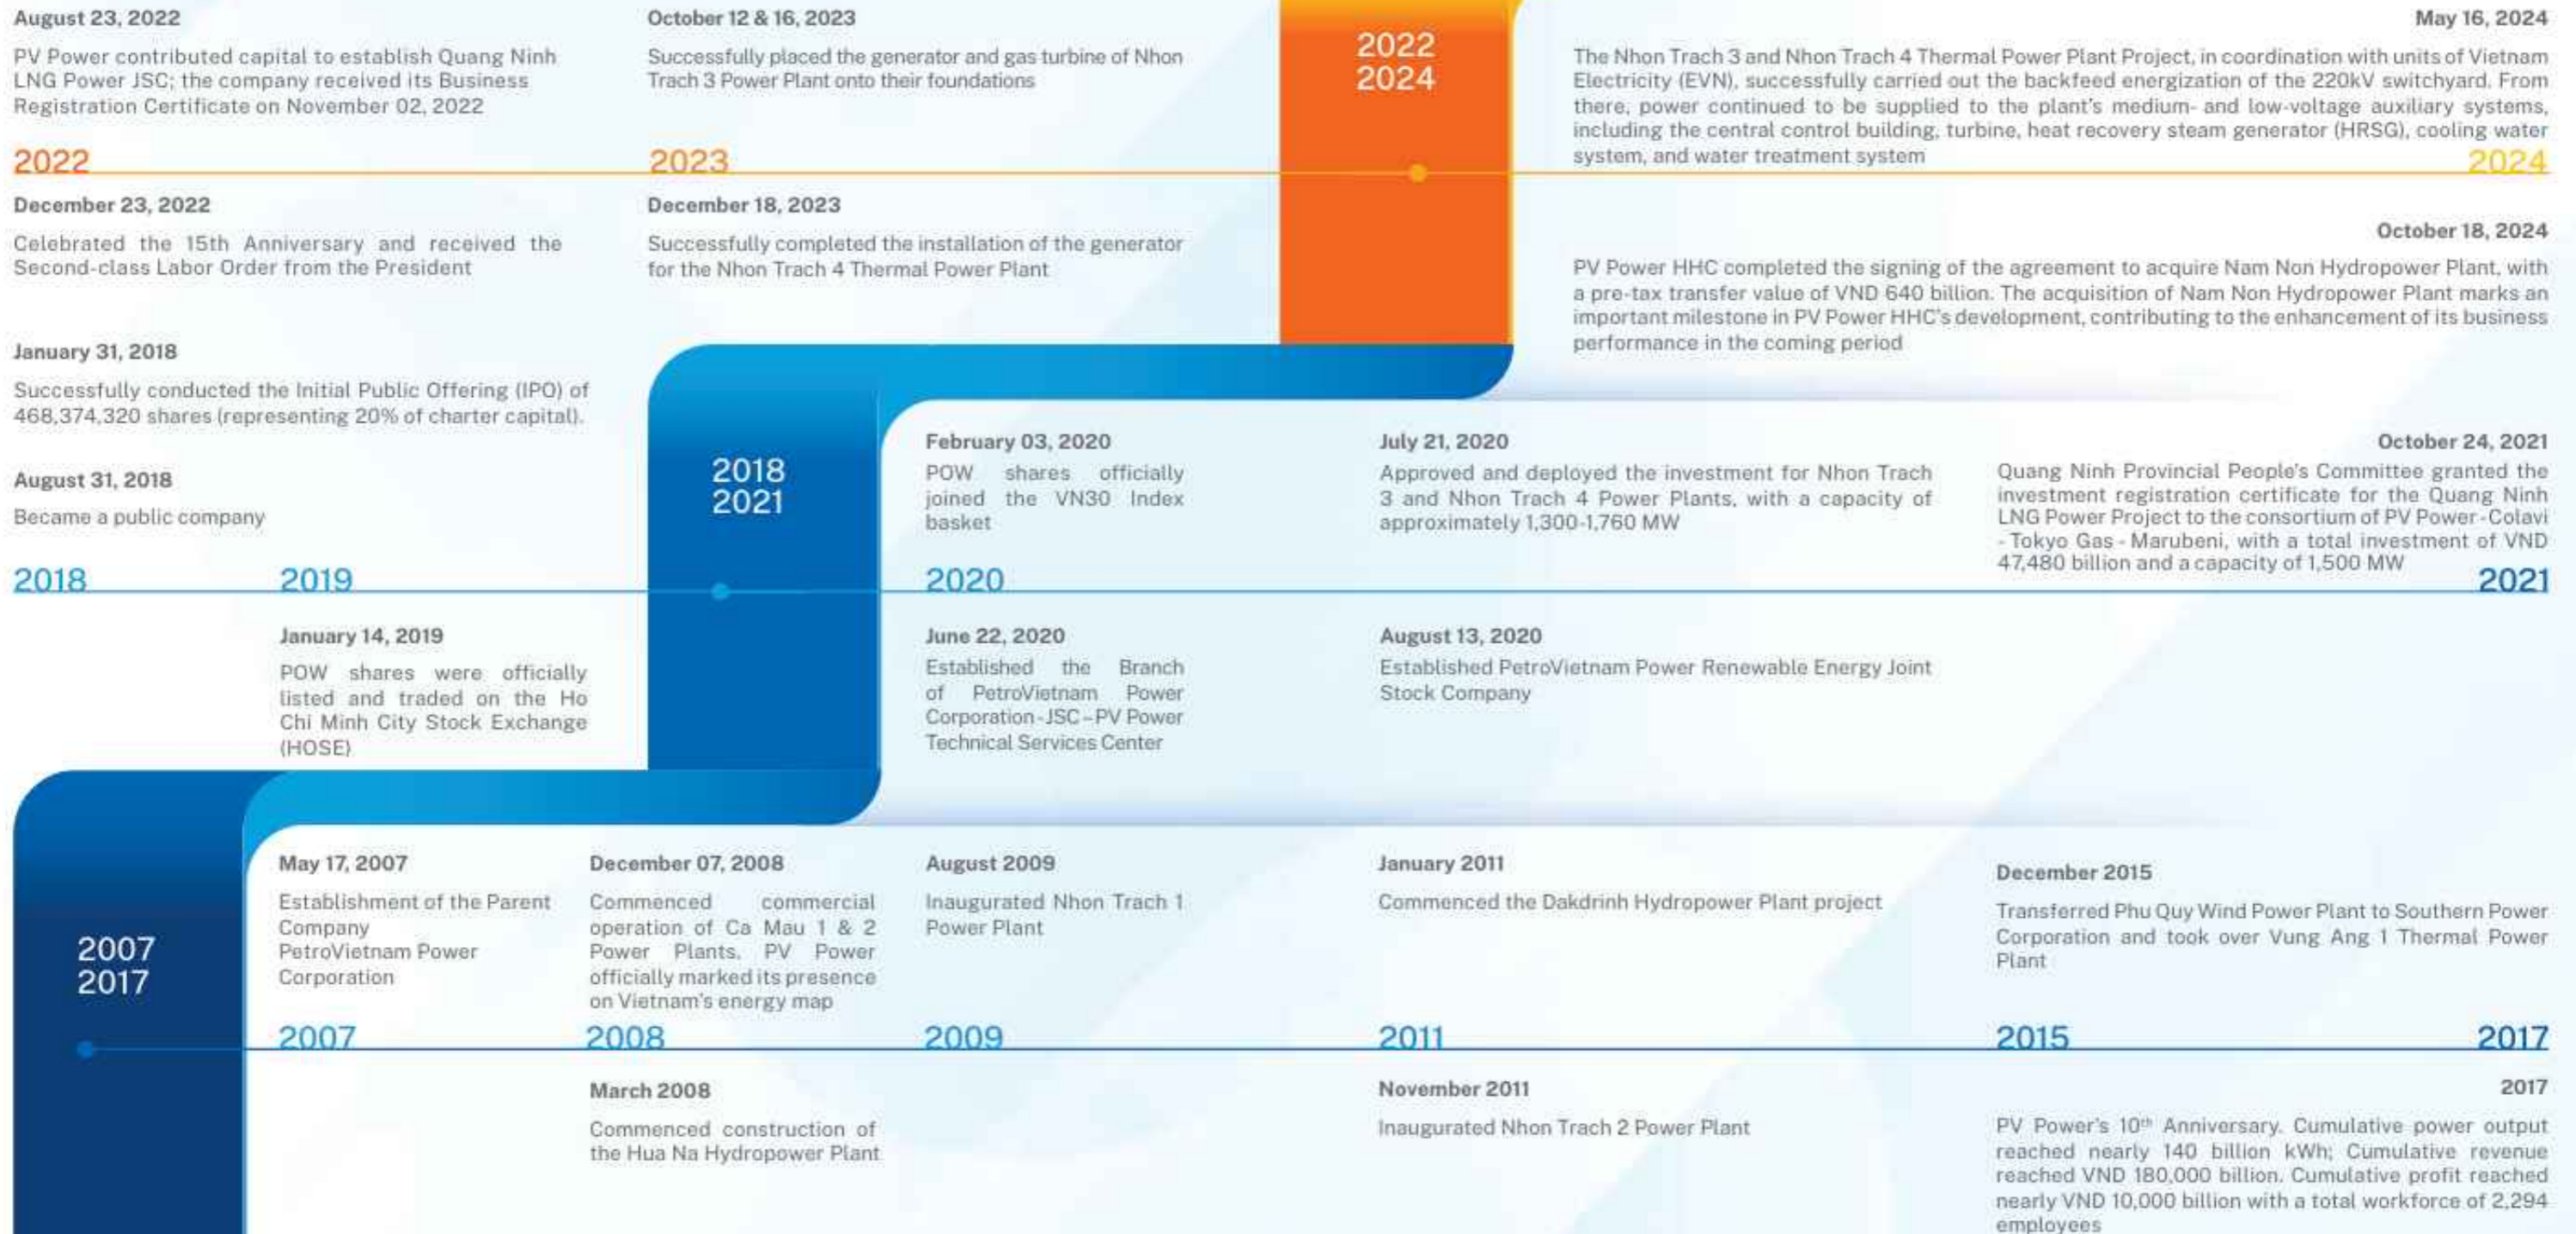 August 23, 2022
PV Power contributed capital to establish Quang Ninh
LNG Power JSC; the company received its Business
Registration Certificate on November 02, 2022
October 12 & 16, 2023
Successfully placed the generator and gas turbine of Nhon
Trach 3 Power Plant onto their foundations
2022
2024
May 16, 2024
The Nhon Trach 3 and Nhon Trach 4 Thermal Power Plant Project, in coordination with units of Vietnam
Electricity (EVN), successfully carried out the backfeed energization of the 220kV switchyard. From
there, power continued to be supplied to the plant's medium- and low-voltage auxiliary systems,
including the central control building, turbine, heat recovery steam generator (HRSG), cooling water
system, and water treatment system
2022
2023
2024
December 23, 2022
Celebrated the 15th Anniversary and received the
Second-class Labor Order from the President
December 18, 2023
Successfully completed the installation of the generator
for the Nhon Trach 4 Thermal Power Plant
October 18, 2024
PV Power HHC completed the signing of the agreement to acquire Nam Non Hydropower Plant, with
a pre-tax transfer value of VND 640 billion. The acquisition of Nam Non Hydropower Plant marks an
important milestone in PV Power HHC's development, contributing to the enhancement of its business
performance in the coming period
January 31, 2018
Successfully conducted the Initial Public Offering (IPO) of
468,374,320 shares (representing 20% of charter capital).
August 31, 2018
Became a public company
2018
2021
February 03, 2020
POW shares officially
joined the VN30 Index
basket
July 21, 2020
Approved and deployed the investment for Nhon Trach
3 and Nhon Trach 4 Power Plants, with a capacity of
approximately 1,300-1,760 MW
October 24, 2021
Quang Ninh Provincial People's Committee granted the
investment registration certificate for the Quang Ninh
LNG Power Project to the consortium of PV Power - Colavi
- Tokyo Gas - Marubeni, with a total investment of VND
47,480 billion and a capacity of 1,500 MW
2018
2019
2020
2021
January 14, 2019
POW shares were officially
listed and traded on the Ho
Chi Minh City Stock Exchange
(HOSE)
June 22, 2020
Established the Branch
of PetroVietnam Power
Corporation - JSC – PV Power
Technical Services Center
August 13, 2020
Established PetroVietnam Power Renewable Energy Joint
Stock Company
2007
2017
May 17, 2007
Establishment of the Parent
Company
PetroVietnam Power
Corporation
December 07, 2008
Commenced commercial
operation of Ca Mau 1 & 2
Power Plants, PV Power
officially marked its presence
on Vietnam's energy map
August 2009
Inaugurated Nhon Trach 1
Power Plant
January 2011
Commenced the Dakdrinh Hydropower Plant project
December 2015
Transferred Phu Quy Wind Power Plant to Southern Power
Corporation and took over Vung Ang 1 Thermal Power
Plant
2007
2008
2009
2011
2015
2017
March 2008
Commenced construction of
the Hua Na Hydropower Plant
November 2011
Inaugurated Nhon Trach 2 Power Plant
2017
PV Power's 10th Anniversary. Cumulative power output
reached nearly 140 billion kWh; Cumulative revenue
reached VND 180,000 billion. Cumulative profit reached
nearly VND 10,000 billion with a total workforce of 2,294
employees